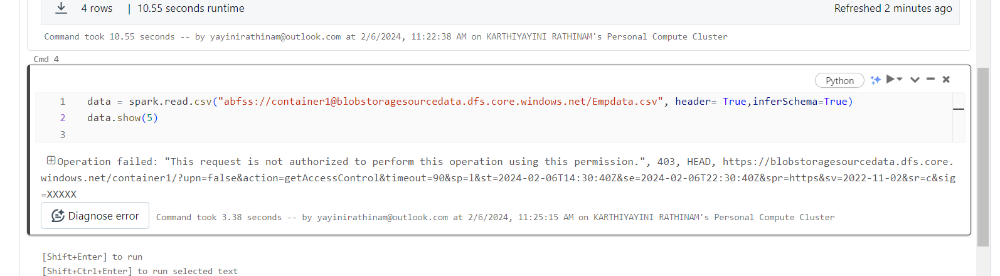 4 rows | 10.55 seconds runtime Refreshed 2 minutes ago
Command took 10.55 seconds -- by yayinirathinam@outlook.com at 2/6/2024, 11:22:38 AM on KARTHIYAYINI RATHINAM's Personal Compute Cluster
Cmd 4
Python
1 data = spark.read.csv("abfss://container1@blobstoragesourcedata.dfs.core.windows.net/Empdata.csv", header= True,inferSchema=True)
2 data.show(5)
3
Operation failed: "This request is not authorized to perform this operation using this permission.", 403, HEAD, https://blobstoragesourcedata.dfs.core.
windows.net/container1/?upn=false&action=getAccessControl&timeout=90&sp=l&st=2024-02-06T14:30:40Z&se=2024-02-06T22:30:40Z&spr=https&sv=2022-11-02&sr=c&sig
=XXXXX
Diagnose error Command took 3.38 seconds -- by yayinirathinam@outlook.com at 2/6/2024, 11:25:15 AM on KARTHIYAYINI RATHINAM's Personal Compute Cluster
[Shift+Enter] to run
[Shift+Ctrl+Enter] to run selected text